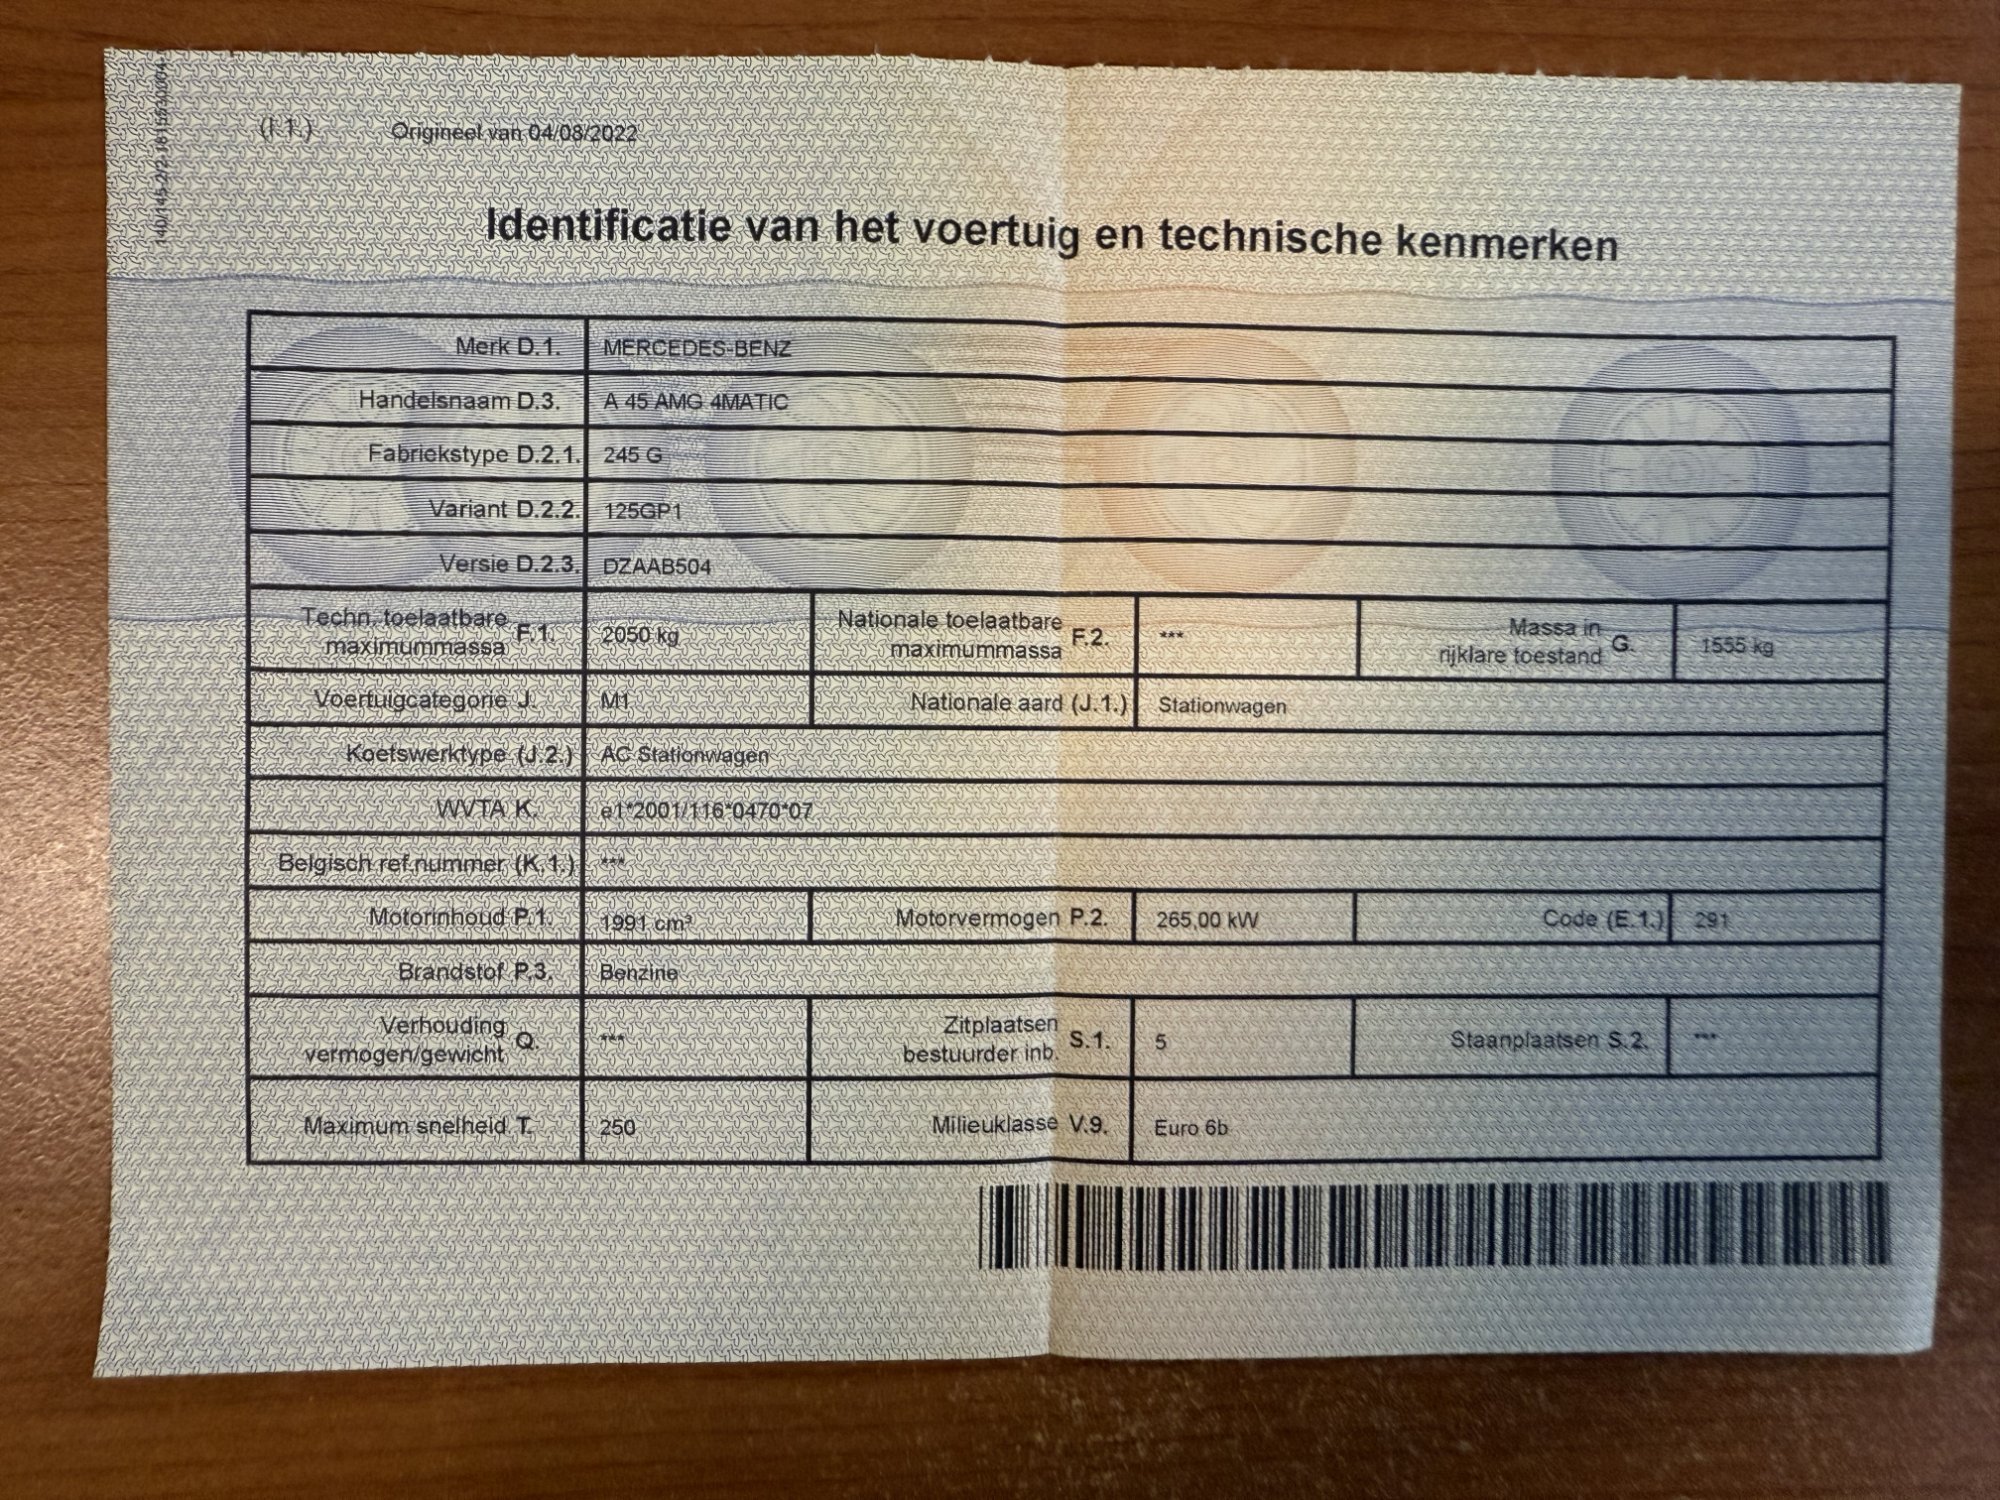 140/145-2/2-1815630004-
(I.1.) Origineel van 04/08/2022
Identificatie van het voertuig en technische kenmerken
Merk D.1. MERCEDES-BENZ
Handelsnaam D.3. A 45 AMG 4MATIC
Fabriekstype D.2.1. 245 G
Variant D.2.2. 125GP1
Versie D.2.3. DZAAB504
Techn. toelaatbare
maximummassa F.1. 2050 kg
Nationale toelaatbare
maximummassa F.2. ***
Massa in
rijklare toestand G. 1555 kg
Voertuigcategorie J. M1 Nationale aard (J.1.) Stationwagen
Koetswerktype (J.2.) AC Stationwagen
WVTA K. e1*2001/116*0470*07
Belgisch ref.nummer (K.1.) ***
Motorinhoud P.1. 1991 cm³ Motorvermogen P.2. 265,00 kW Code (E.1.) 291
Brandstof P.3. Benzine
Verhouding
vermogen/gewicht Q. ***
Zitplaatsen
bestuurder inb. S.1. 5
Staanplaatsen S.2. ***
Maximum snelheid T. 250 Milieuklasse V.9. Euro 6b